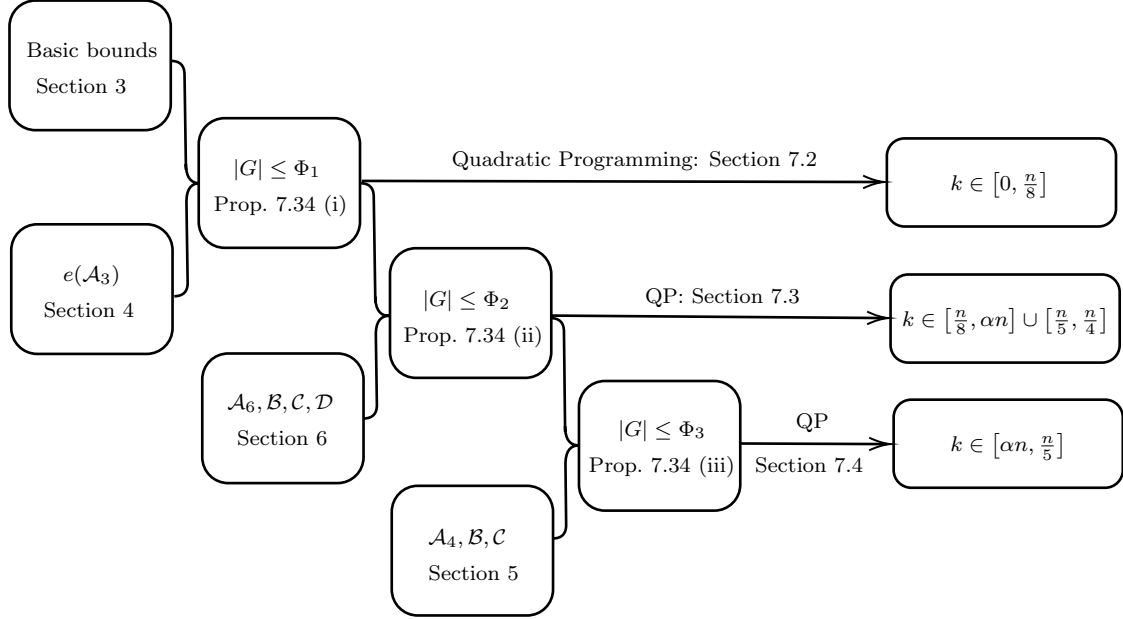 Basic bounds
Section 3
|G| ≤ Φ₁
Prop. 7.34 (i)
Quadratic Programming: Section 7.2
k ∈ [0, n/8]
e(𝒜₃)
Section 4
|G| ≤ Φ₂
Prop. 7.34 (ii)
QP: Section 7.3
k ∈ [n/8, αn] ∪ [n/5, n/4]
𝒜₆, ℬ, 𝒞, 𝒟
Section 6
|G| ≤ Φ₃
Prop. 7.34 (iii)
QP
Section 7.4
k ∈ [αn, n/5]
𝒜₄, ℬ, 𝒞
Section 5